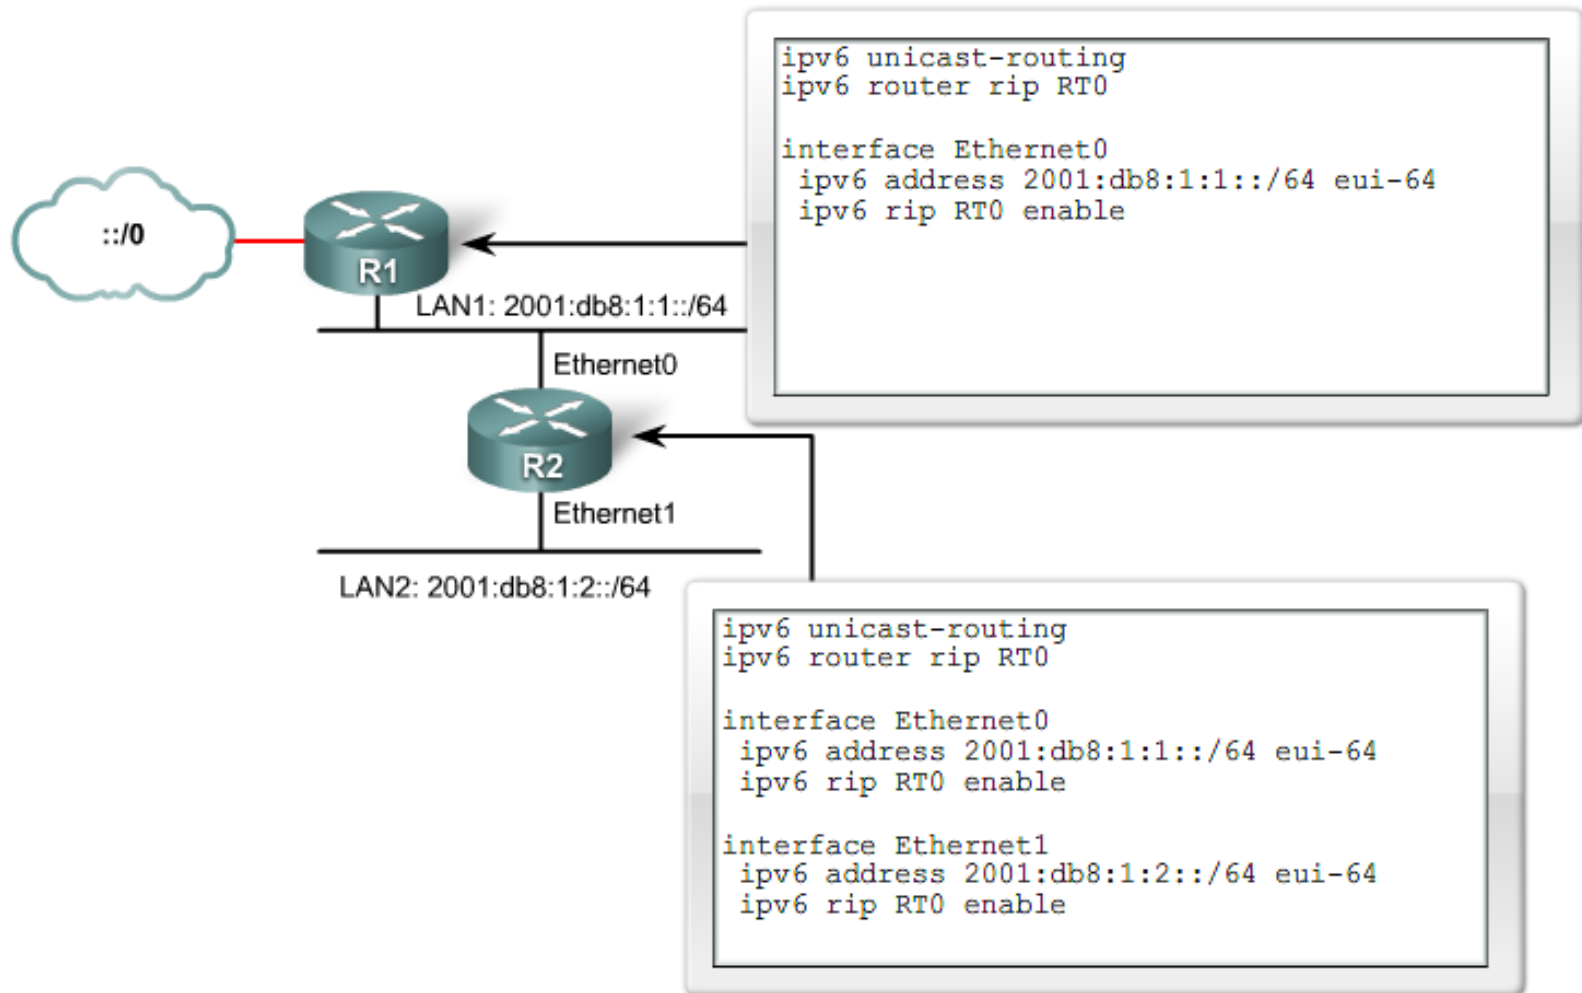 ipv6 unicast-routing
ipv6 router rip RT0
interface Ethernet0
ipv6 address 2001:db8:1:1::/64 eui-64
ipv6 rip RT0 enable
::/0
R1
LAN1: 2001:db8:1:1::/64
Ethernet0
R2
Ethernet1
LAN2: 2001:db8:1:2::/64
ipv6 unicast-routing
ipv6 router rip RT0
interface Ethernet0
ipv6 address 2001:db8:1:1::/64 eui-64
ipv6 rip RT0 enable
interface Ethernet1
ipv6 address 2001:db8:1:2::/64 eui-64
ipv6 rip RT0 enable